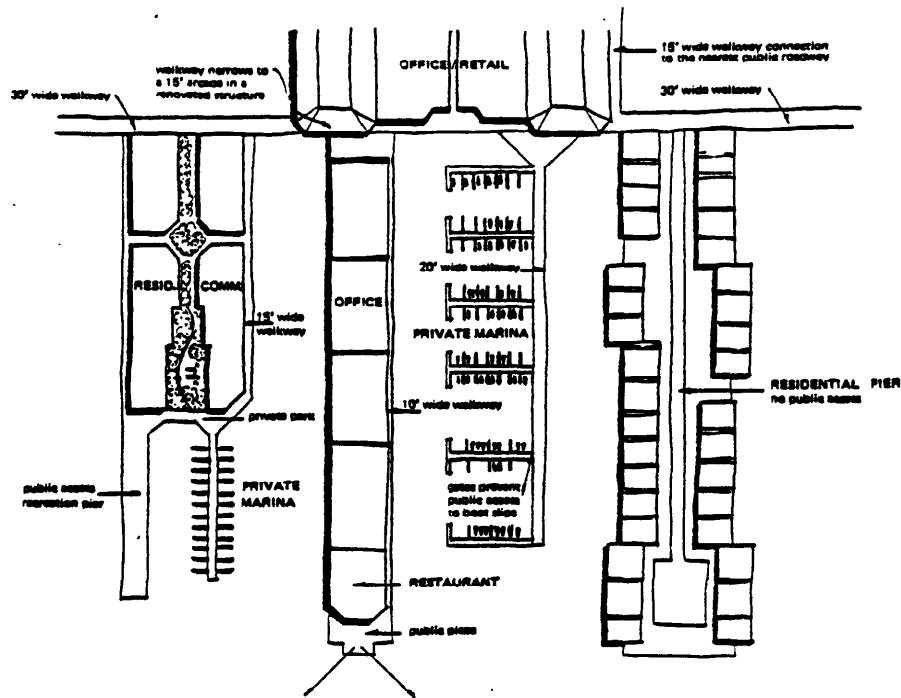 OFFICE/RETAIL
15' wide walkway connection
to the nearest public roadway
walkway narrows to
a 15' access in a
renovated structure
30' wide walkway
30' wide walkway
20' wide walkway
RESID. COMM.
OFFICE
15' wide
walkway
PRIVATE MARINA
RESIDENTIAL PIER
no public access
10' wide walkway
private park
public access
recreation pier
PRIVATE
MARINA
gates prevent
public access
to boat slips
RESTAURANT
public plaza